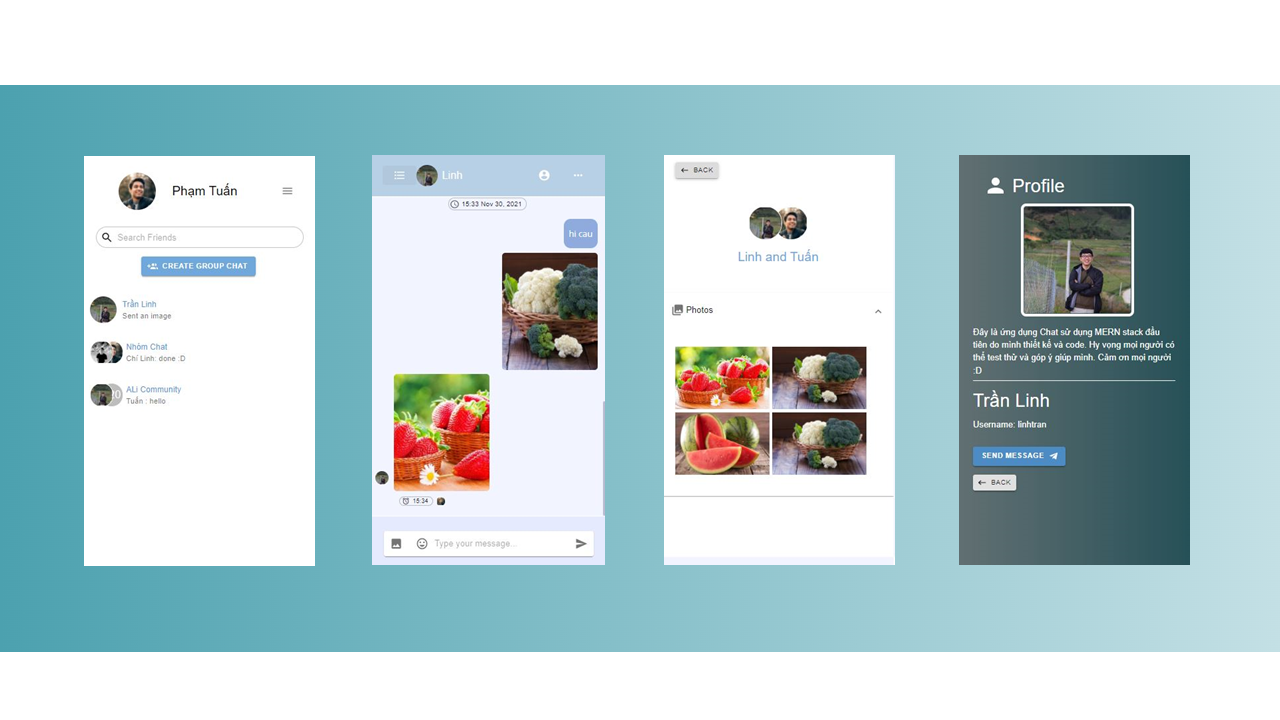 Phạm Tuấn
Search Friends
CREATE GROUP CHAT
Trần Linh
Sent an image
Nhóm Chat
Chí Linh: done :D
ALi Community
Tuấn : hello
Linh
15:33 Nov 30, 2021
hi cau
15:34
Type your message...
BACK
Linh and Tuấn
Photos
Profile
Đây là ứng dụng Chat sử dụng MERN stack đầu
tiên do mình thiết kế và code. Hy vọng mọi người có
thể test thử và góp ý giúp mình. Cảm ơn mọi người
:D
Trần Linh
Username: linhtran
SEND MESSAGE
BACK